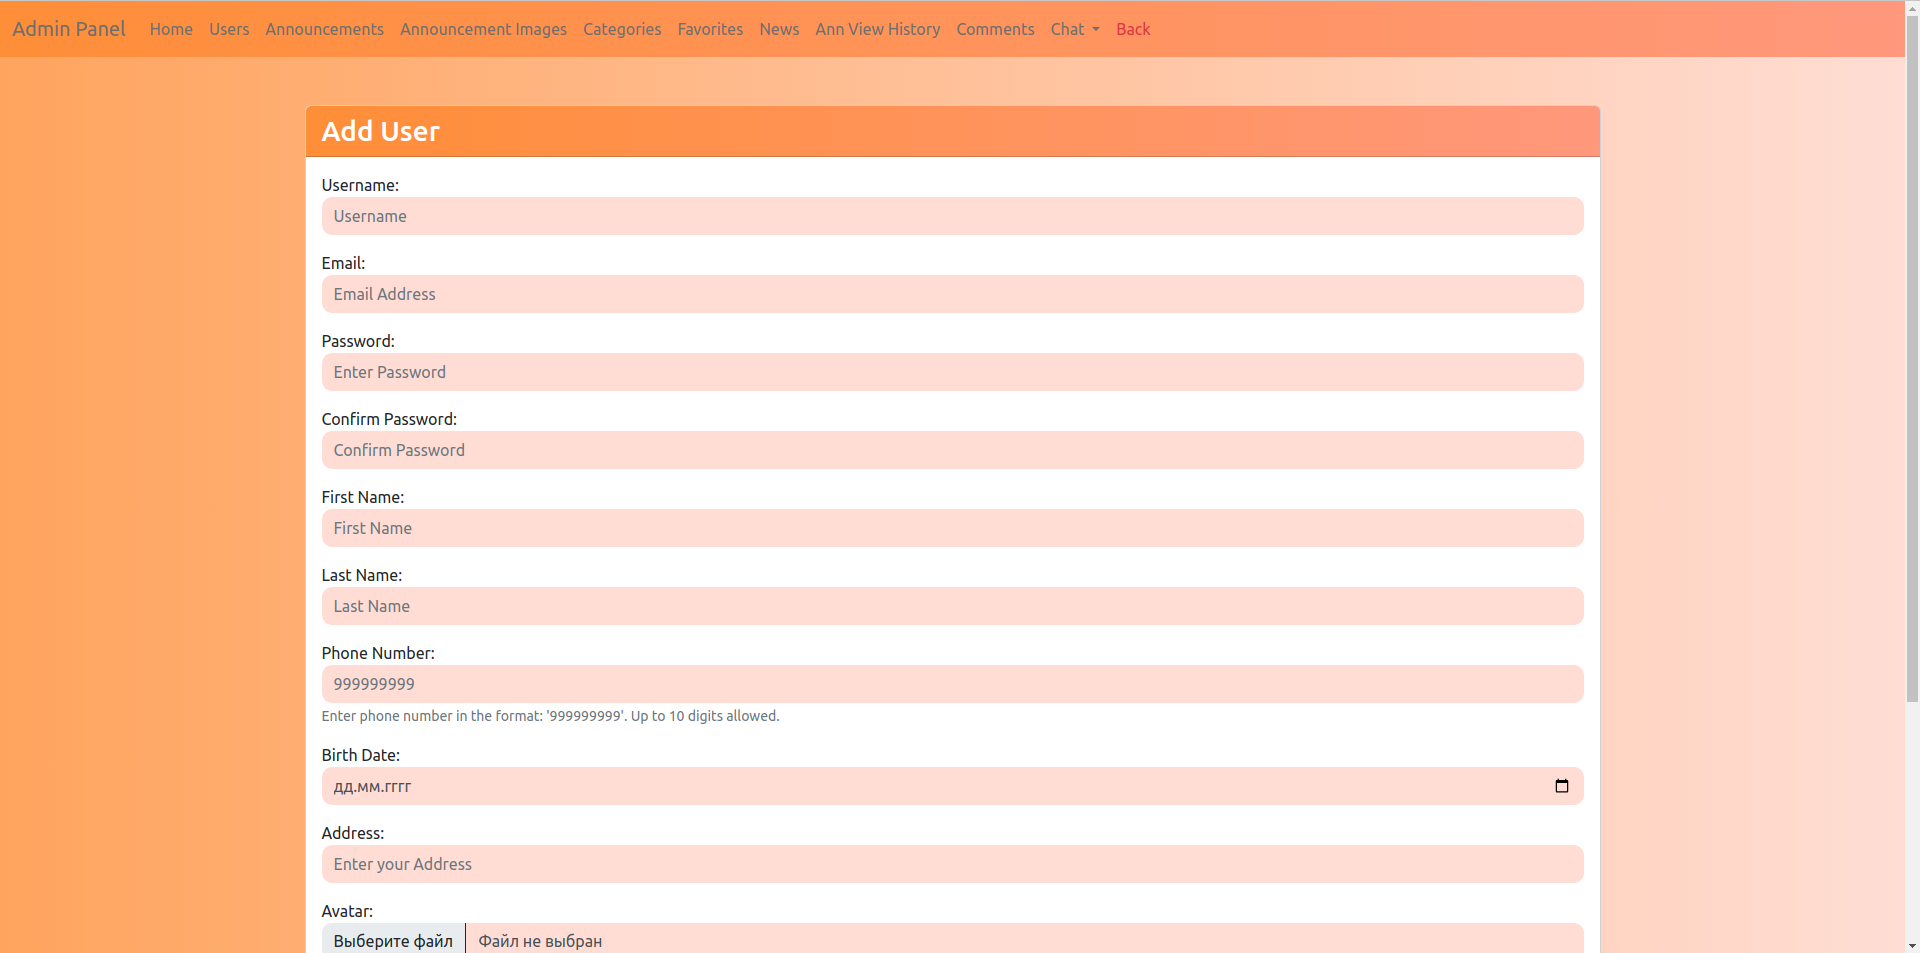 Admin Panel Home Users Announcements Announcement Images Categories Favorites News Ann View History Comments Chat Back
Add User
Username:
Username
Email:
Email Address
Password:
Enter Password
Confirm Password:
Confirm Password
First Name:
First Name
Last Name:
Last Name
Phone Number:
999999999
Enter phone number in the format: '999999999'. Up to 10 digits allowed.
Birth Date:
дд.мм.гггг
Address:
Enter your Address
Avatar:
Выберите файл Файл не выбран